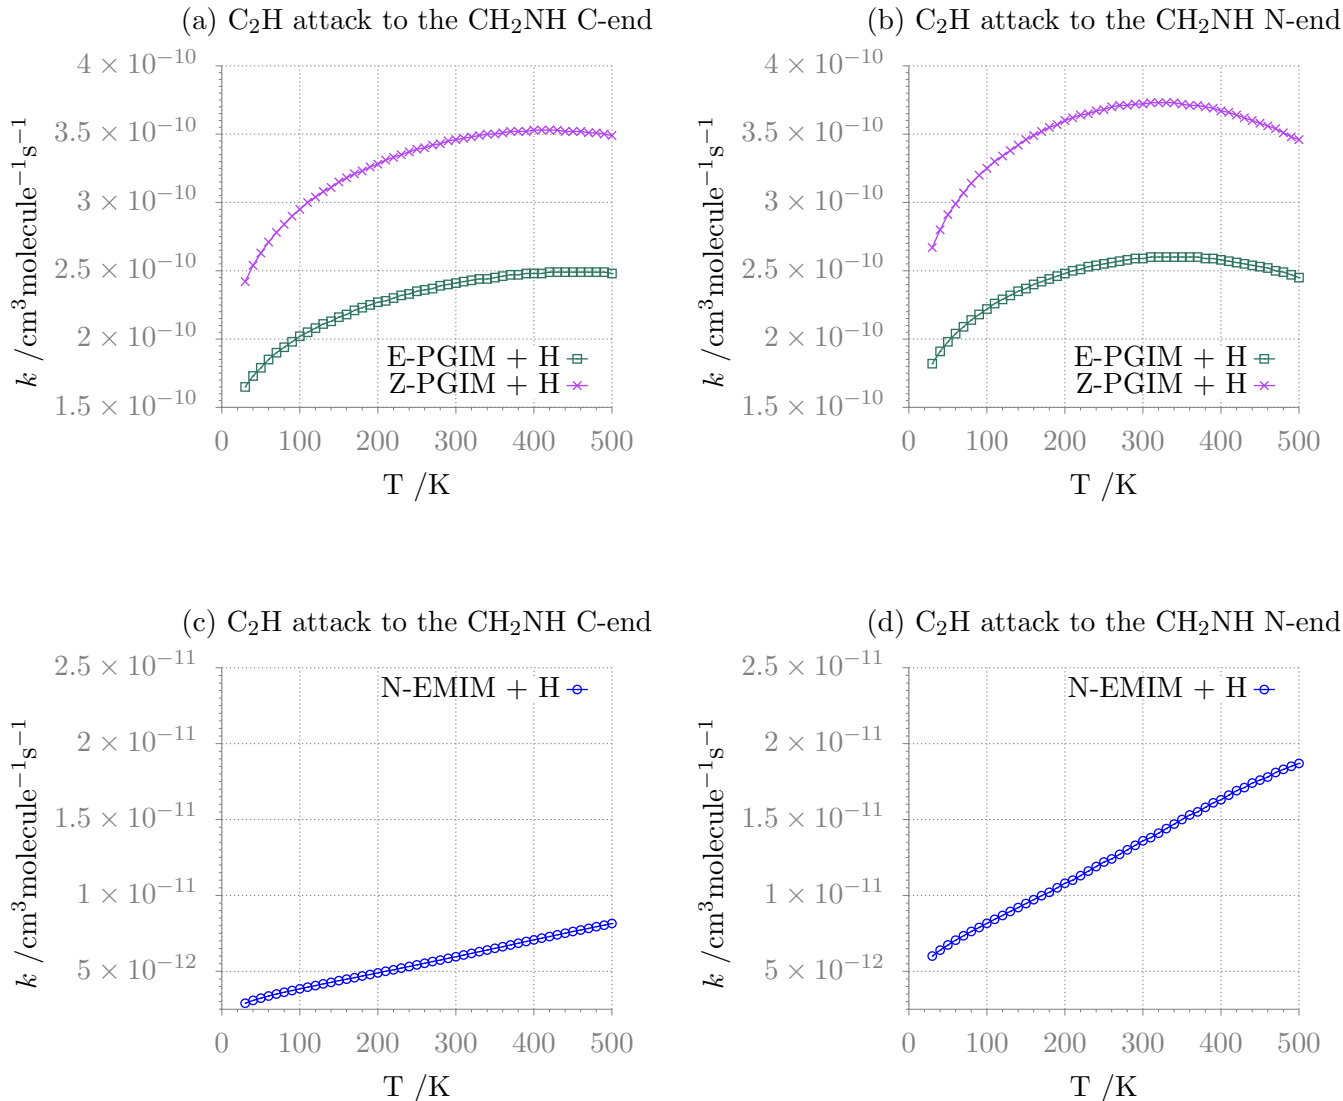 (a) C₂H attack to the CH₂NH C-end
4 × 10⁻¹⁰
3.5 × 10⁻¹⁰
3 × 10⁻¹⁰
2.5 × 10⁻¹⁰
2 × 10⁻¹⁰
1.5 × 10⁻¹⁰
k /cm³molecule⁻¹s⁻¹
E-PGIM + H
Z-PGIM + H
0 100 200 300 400 500
T /K
(b) C₂H attack to the CH₂NH N-end
4 × 10⁻¹⁰
3.5 × 10⁻¹⁰
3 × 10⁻¹⁰
2.5 × 10⁻¹⁰
2 × 10⁻¹⁰
1.5 × 10⁻¹⁰
k /cm³molecule⁻¹s⁻¹
E-PGIM + H
Z-PGIM + H
0 100 200 300 400 500
T /K
(c) C₂H attack to the CH₂NH C-end
2.5 × 10⁻¹¹
2 × 10⁻¹¹
1.5 × 10⁻¹¹
1 × 10⁻¹¹
5 × 10⁻¹²
k /cm³molecule⁻¹s⁻¹
N-EMIM + H
0 100 200 300 400 500
T /K
(d) C₂H attack to the CH₂NH N-end
2.5 × 10⁻¹¹
2 × 10⁻¹¹
1.5 × 10⁻¹¹
1 × 10⁻¹¹
5 × 10⁻¹²
k /cm³molecule⁻¹s⁻¹
N-EMIM + H
0 100 200 300 400 500
T /K